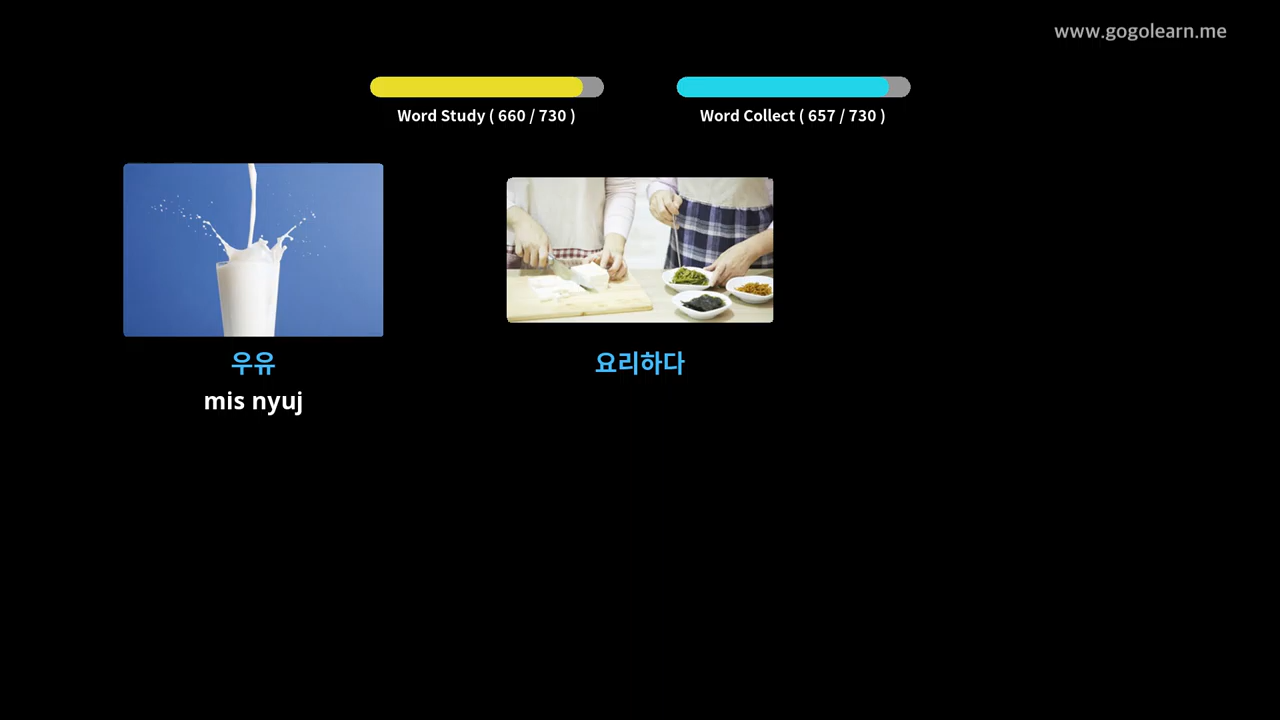 www.gogolearn.me
Word Study ( 660 / 730 )
Word Collect ( 657 / 730 )
우유
mis nyuj
요리하다